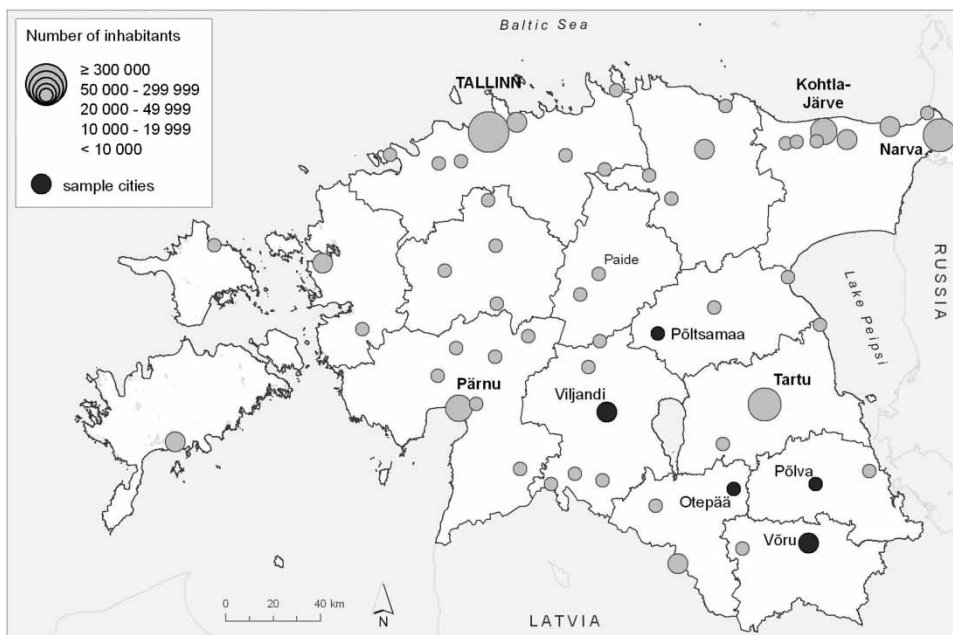 Number of inhabitants
≥ 300 000
50 000 - 299 999
20 000 - 49 999
10 000 - 19 999
< 10 000
sample cities
Baltic Sea
TALLINN
Kohtla-
Järve
Narva
RUSSIA
Lake Peipsi
Paide
Põltsamaa
Pärnu
Viljandi
Tartu
Põlva
Otepää
Võru
0 20 40 km
N
LATVIA